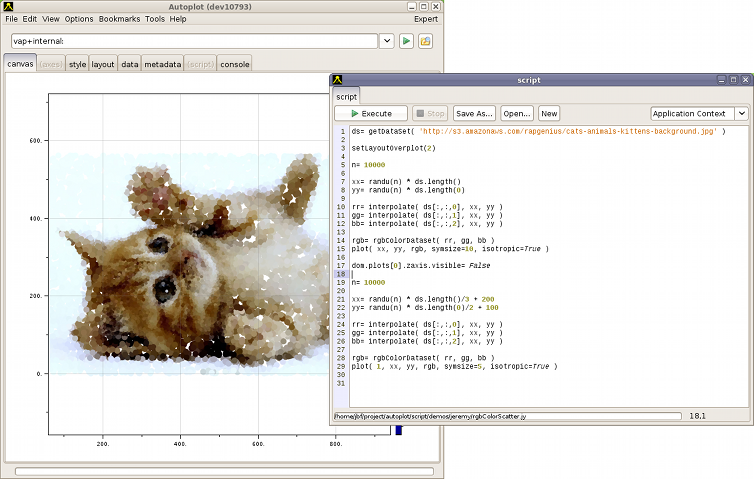 Autoplot (dev10793)
File Edit View Options Bookmarks Tools Help Expert
vap+internal:
canvas (axes) style layout data metadata (script) console
600.
400.
200.
0.
200. 400. 600. 800.
script
script
Execute Stop Save As... Open... New Application Context
1 ds= getDataSet( 'http://s3.amazonaws.com/rapgenius/cats-animals-kittens-background.jpg' )
2
3 setLayoutOverplot(2)
4
5 n= 10000
6
7 xx= randu(n) * ds.length()
8 yy= randu(n) * ds.length(0)
9
10 rr= interpolate( ds[:,:,0], xx, yy )
11 gg= interpolate( ds[:,:,1], xx, yy )
12 bb= interpolate( ds[:,:,2], xx, yy )
13
14 rgb= rgbColorDataset( rr, gg, bb )
15 plot( xx, yy, rgb, symsize=10, isotropic=True )
16
17 dom.plots[0].zaxis.visible= False
18
19 n= 10000
20
21 xx= randu(n) * ds.length()/3 + 200
22 yy= randu(n) * ds.length(0)/2 + 100
23
24 rr= interpolate( ds[:,:,0], xx, yy )
25 gg= interpolate( ds[:,:,1], xx, yy )
26 bb= interpolate( ds[:,:,2], xx, yy )
27
28 rgb= rgbColorDataset( rr, gg, bb )
29 plot( 1, xx, yy, rgb, symsize=5, isotropic=True )
30
31
/home/jbf/project/autoplot/script/demos/jeremy/rgbColorScatter.jy 18,1